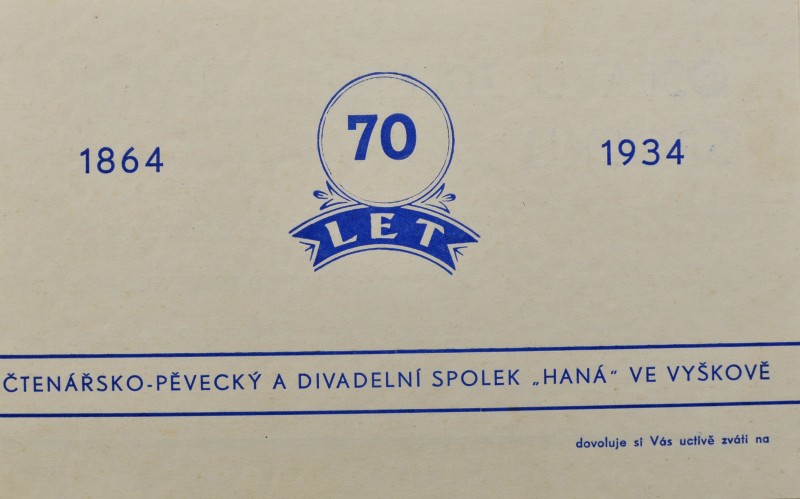 1864
70
1934
LET
ČTENÁŘSKO-PĚVECKÝ A DIVADELNÍ SPOLEK „HANÁ" VE VYŠKOVĚ
dovoluje si Vás uctivě zváti na